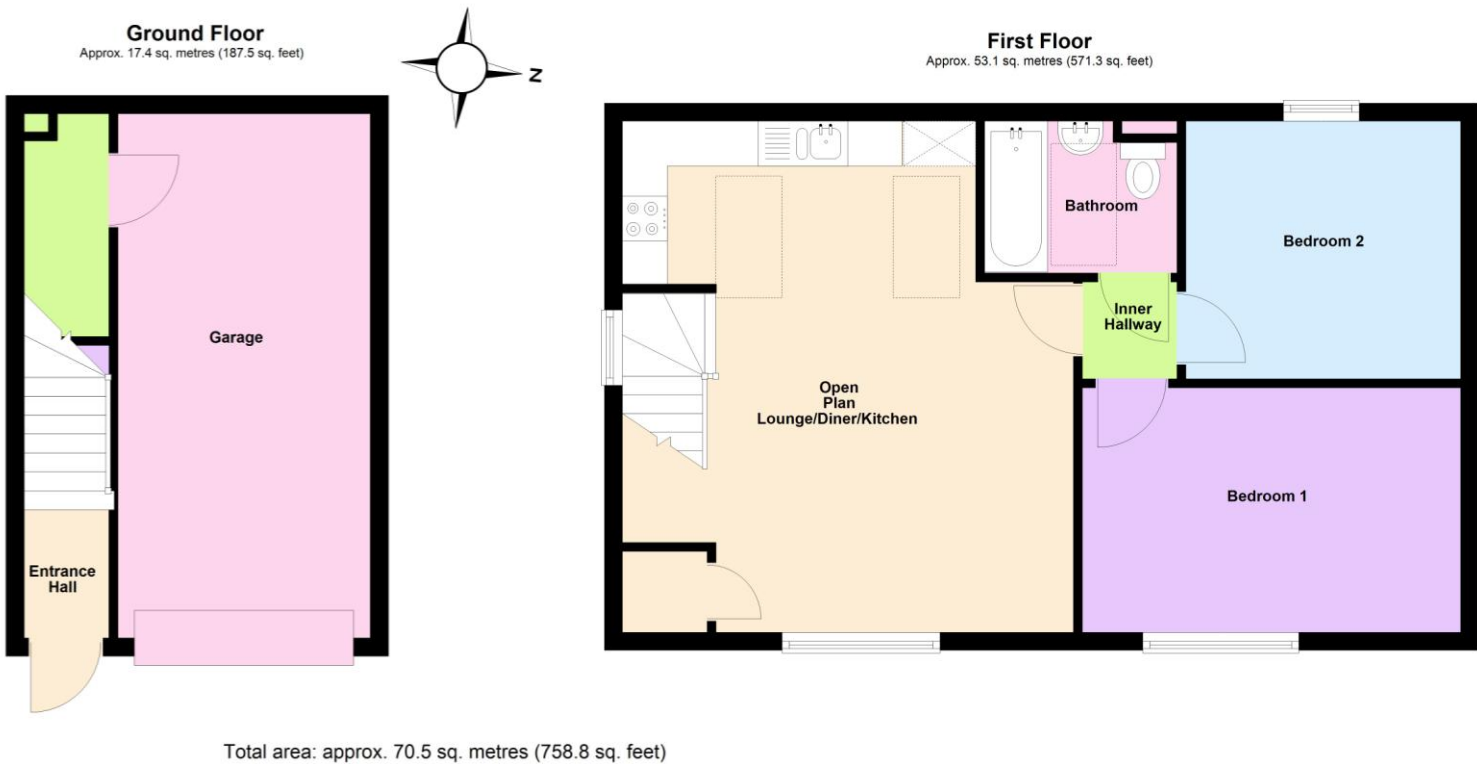 Ground Floor
Approx. 17.4 sq. metres (187.5 sq. feet)
N
First Floor
Approx. 53.1 sq. metres (571.3 sq. feet)
Garage
Entrance
Hall
Bathroom
Bedroom 2
Inner
Hallway
Open
Plan
Lounge/Diner/Kitchen
Bedroom 1
Total area: approx. 70.5 sq. metres (758.8 sq. feet)